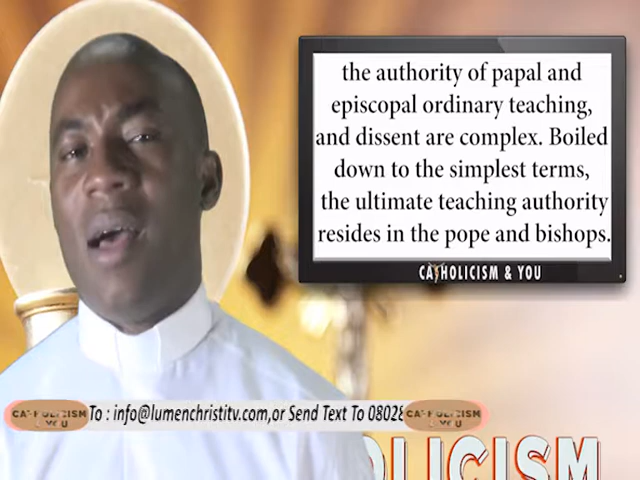 the authority of papal and
episcopal ordinary teaching,
and dissent are complex. Boiled
down to the simplest terms,
the ultimate teaching authority
resides in the pope and bishops.
CATHOLICISM & YOU
CATHOLICISM & YOU To : info@lumenchristitv.com,or Send Text To 08028 CATHOLICISM & YOU
OLICISM